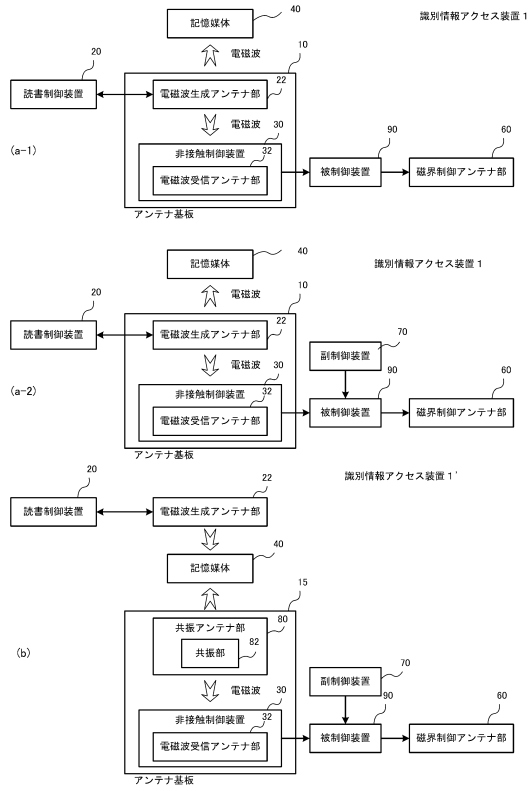 識別情報アクセス装置1
記憶媒体
40
電磁波
20
10
読書制御装置
電磁波生成アンテナ部
22
電磁波
30
(a-1)
非接触制御装置
32
電磁波受信アンテナ部
90
被制御装置
60
磁界制御アンテナ部
アンテナ基板
識別情報アクセス装置1
記憶媒体
40
電磁波
20
10
読書制御装置
電磁波生成アンテナ部
22
電磁波
70
副制御装置
30
(a-2)
非接触制御装置
32
電磁波受信アンテナ部
90
被制御装置
60
磁界制御アンテナ部
アンテナ基板
識別情報アクセス装置1'
20
読書制御装置
22
電磁波生成アンテナ部
40
記憶媒体
15
80
共振アンテナ部
82
共振部
(b)
電磁波
70
副制御装置
30
非接触制御装置
32
電磁波受信アンテナ部
90
被制御装置
60
磁界制御アンテナ部
アンテナ基板